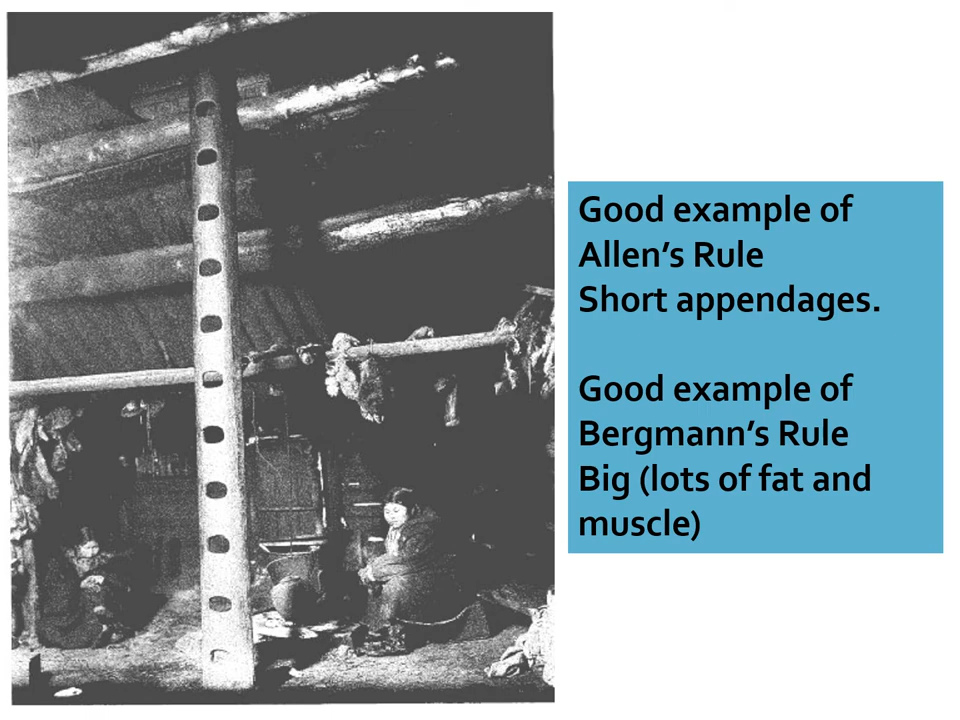 Good example of
Allen’s Rule
Short appendages.
Good example of
Bergmann’s Rule
Big (lots of fat and
muscle)